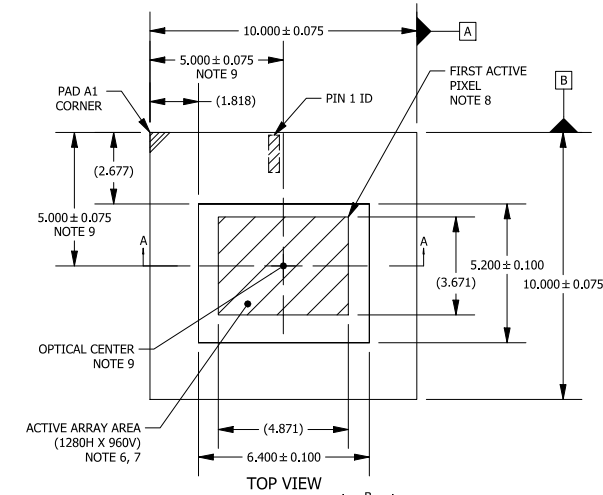 10.000 ± 0.075
A
5.000 ± 0.075
NOTE 9
FIRST ACTIVE
PIXEL
NOTE 8
B
PAD A1
CORNER
(1.818)
PIN 1 ID
(2.677)
5.000 ± 0.075
NOTE 9
A
A
5.200 ± 0.100
(3.671)
10.000 ± 0.075
OPTICAL CENTER
NOTE 9
ACTIVE ARRAY AREA
(1280H X 960V)
NOTE 6, 7
(4.871)
6.400 ± 0.100
TOP VIEW
B